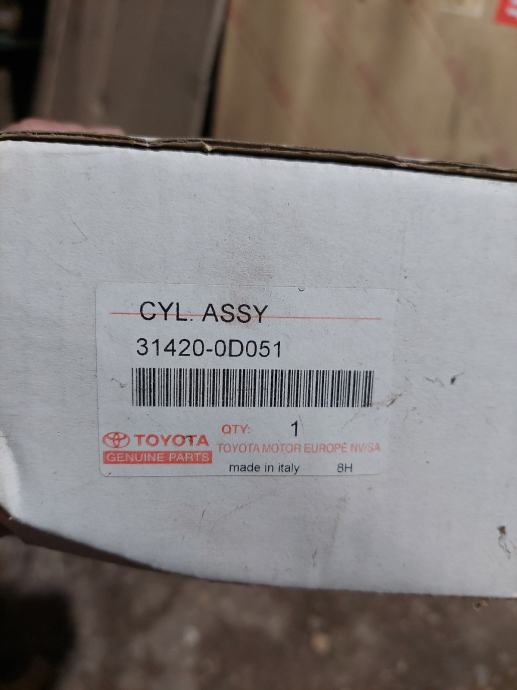 CYL. ASSY
31420-0D051
QTY: 1
TOYOTA
TOYOTA MOTOR EUROPE NV/SA
GENUINE PARTS
made in italy 8H